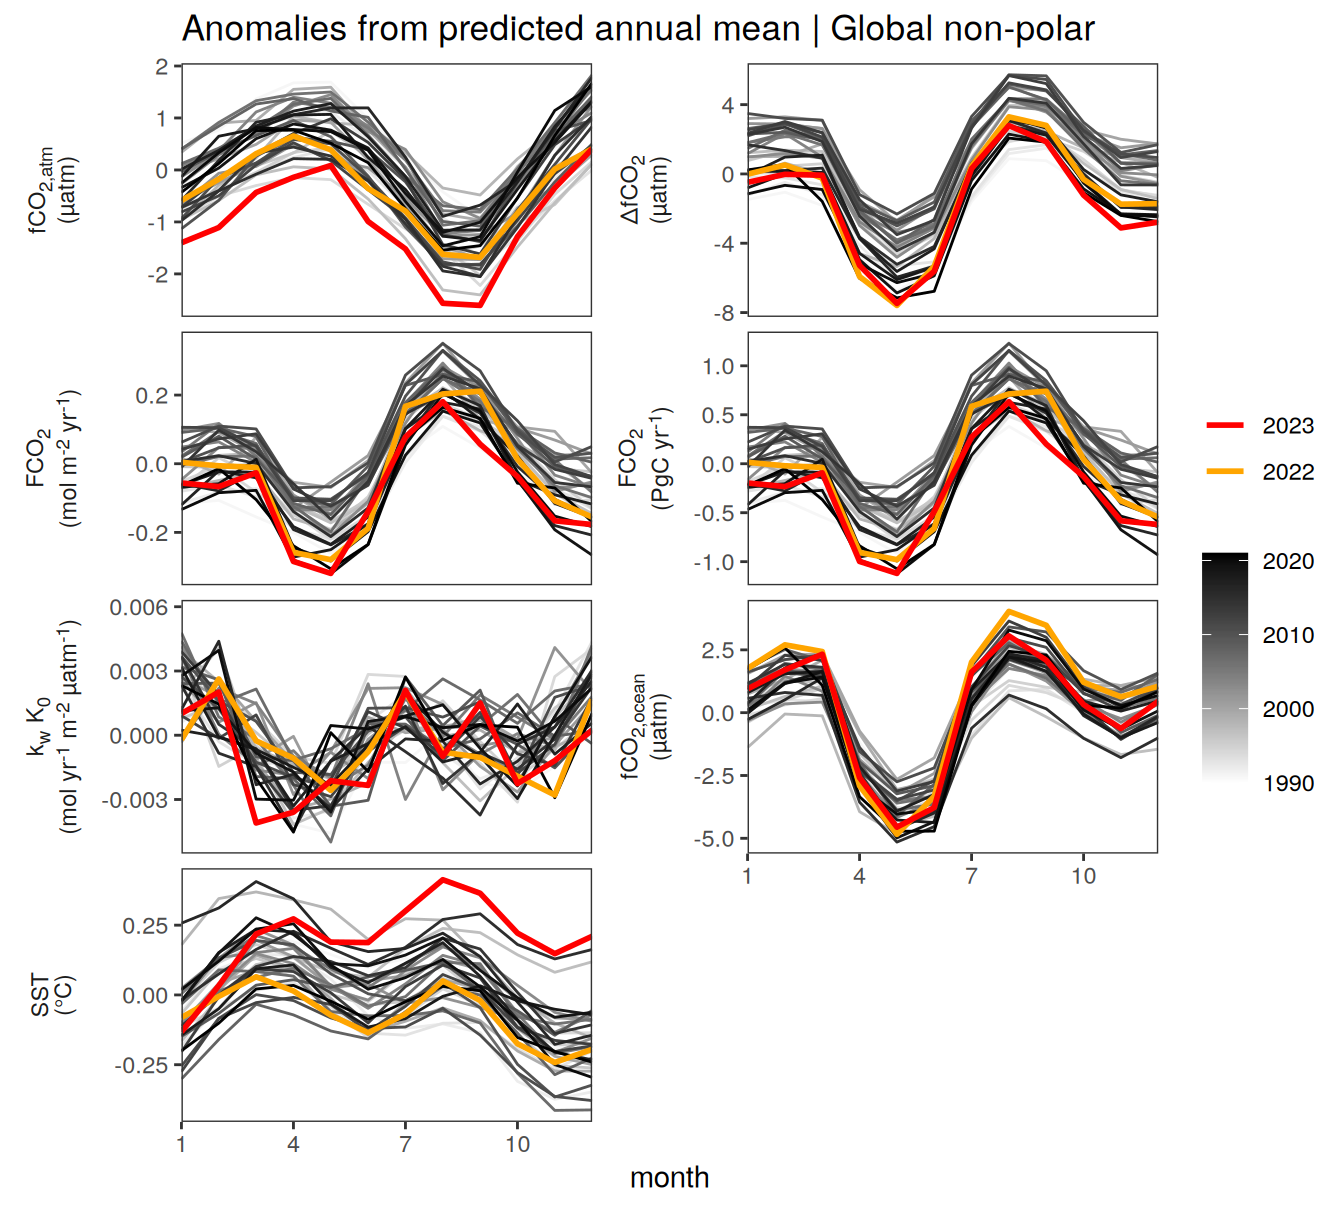 Anomalies from predicted annual mean | Global non-polar
fCO2,atm
(µatm)
2
1
0
-1
-2
ΔfCO2
(µatm)
4
0
-4
-8
FCO2
(mol m-2 yr-1)
0.2
0.0
-0.2
FCO2
(PgC yr-1)
1.0
0.5
0.0
-0.5
-1.0
kw K0
(mol yr-1 m-2 µatm-1)
0.006
0.003
0.000
-0.003
fCO2,ocean
(µatm)
2.5
0.0
-2.5
-5.0
1 4 7 10
SST
(°C)
0.25
0.00
-0.25
1 4 7 10
month
2023
2022
2020
2010
2000
1990